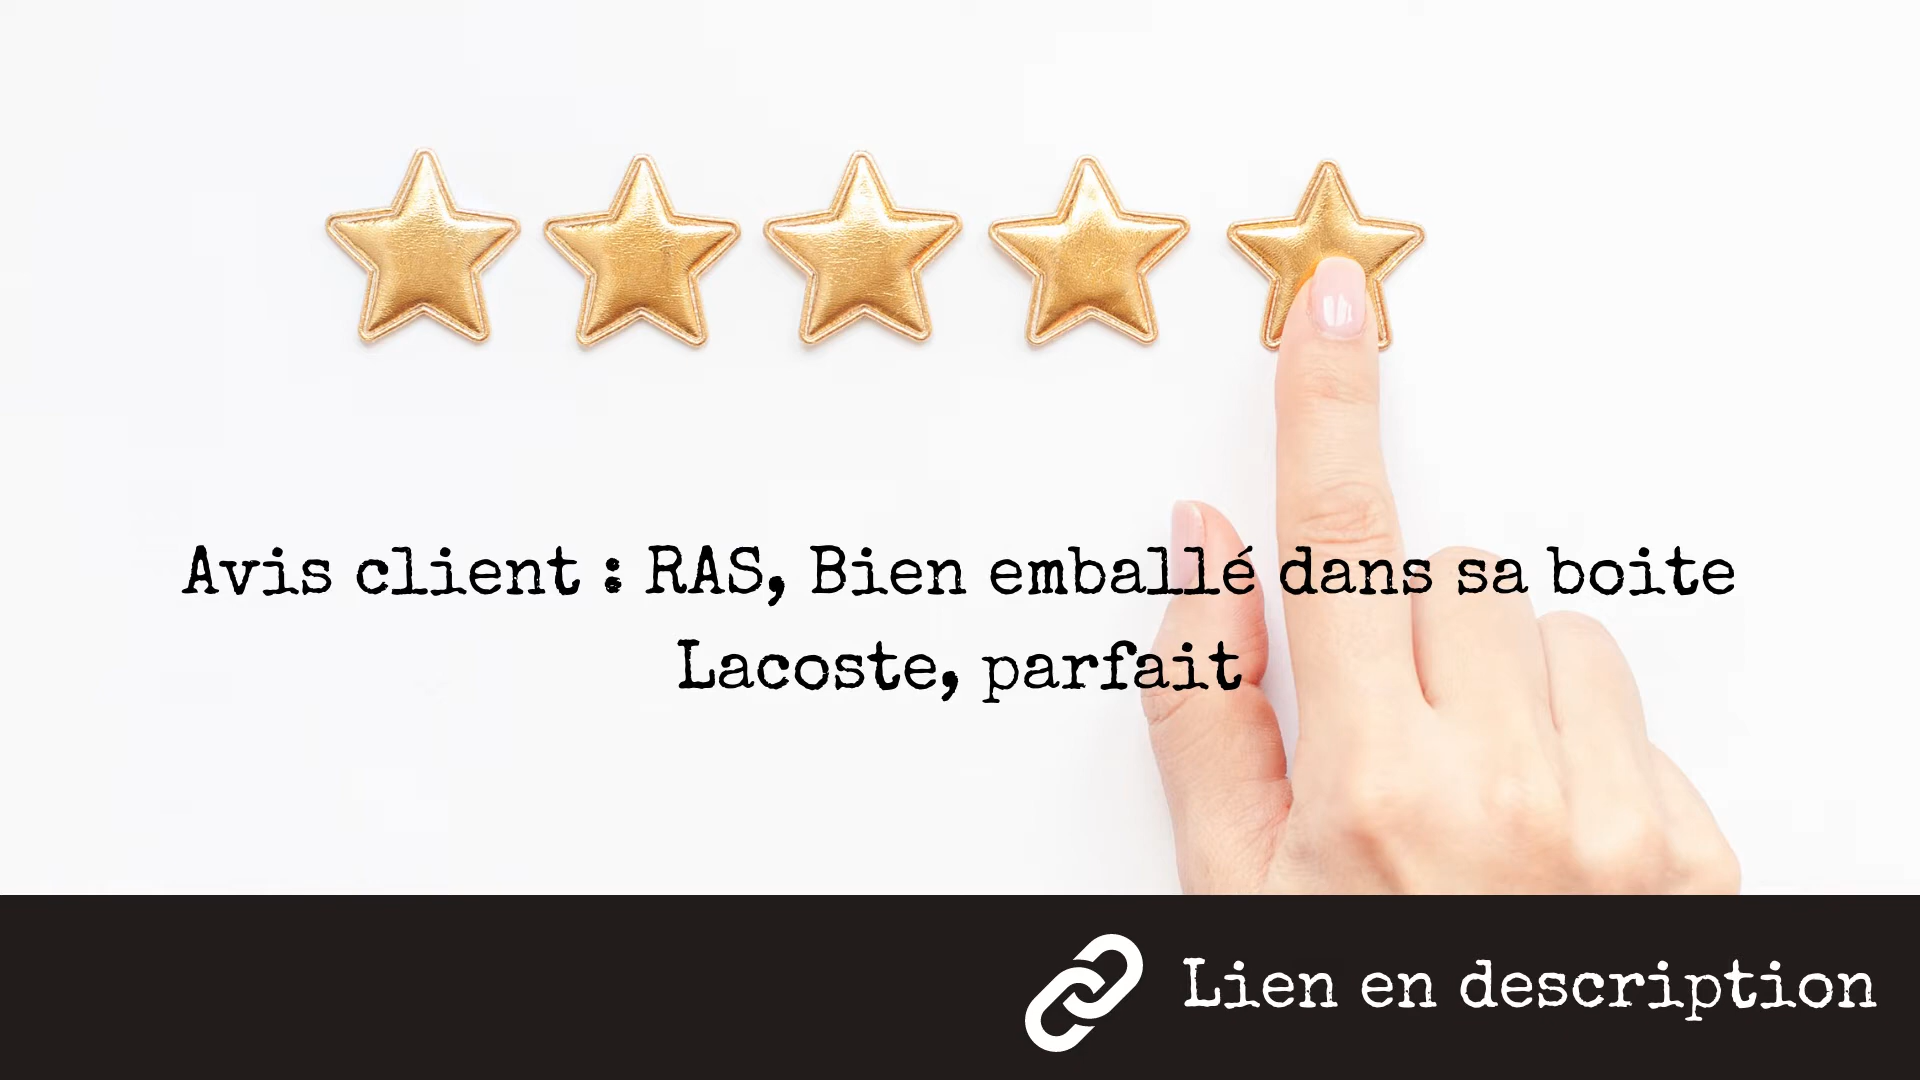 Avis client : RAS, Bien emballé dans sa boite
Lacoste, parfait
Lien en description